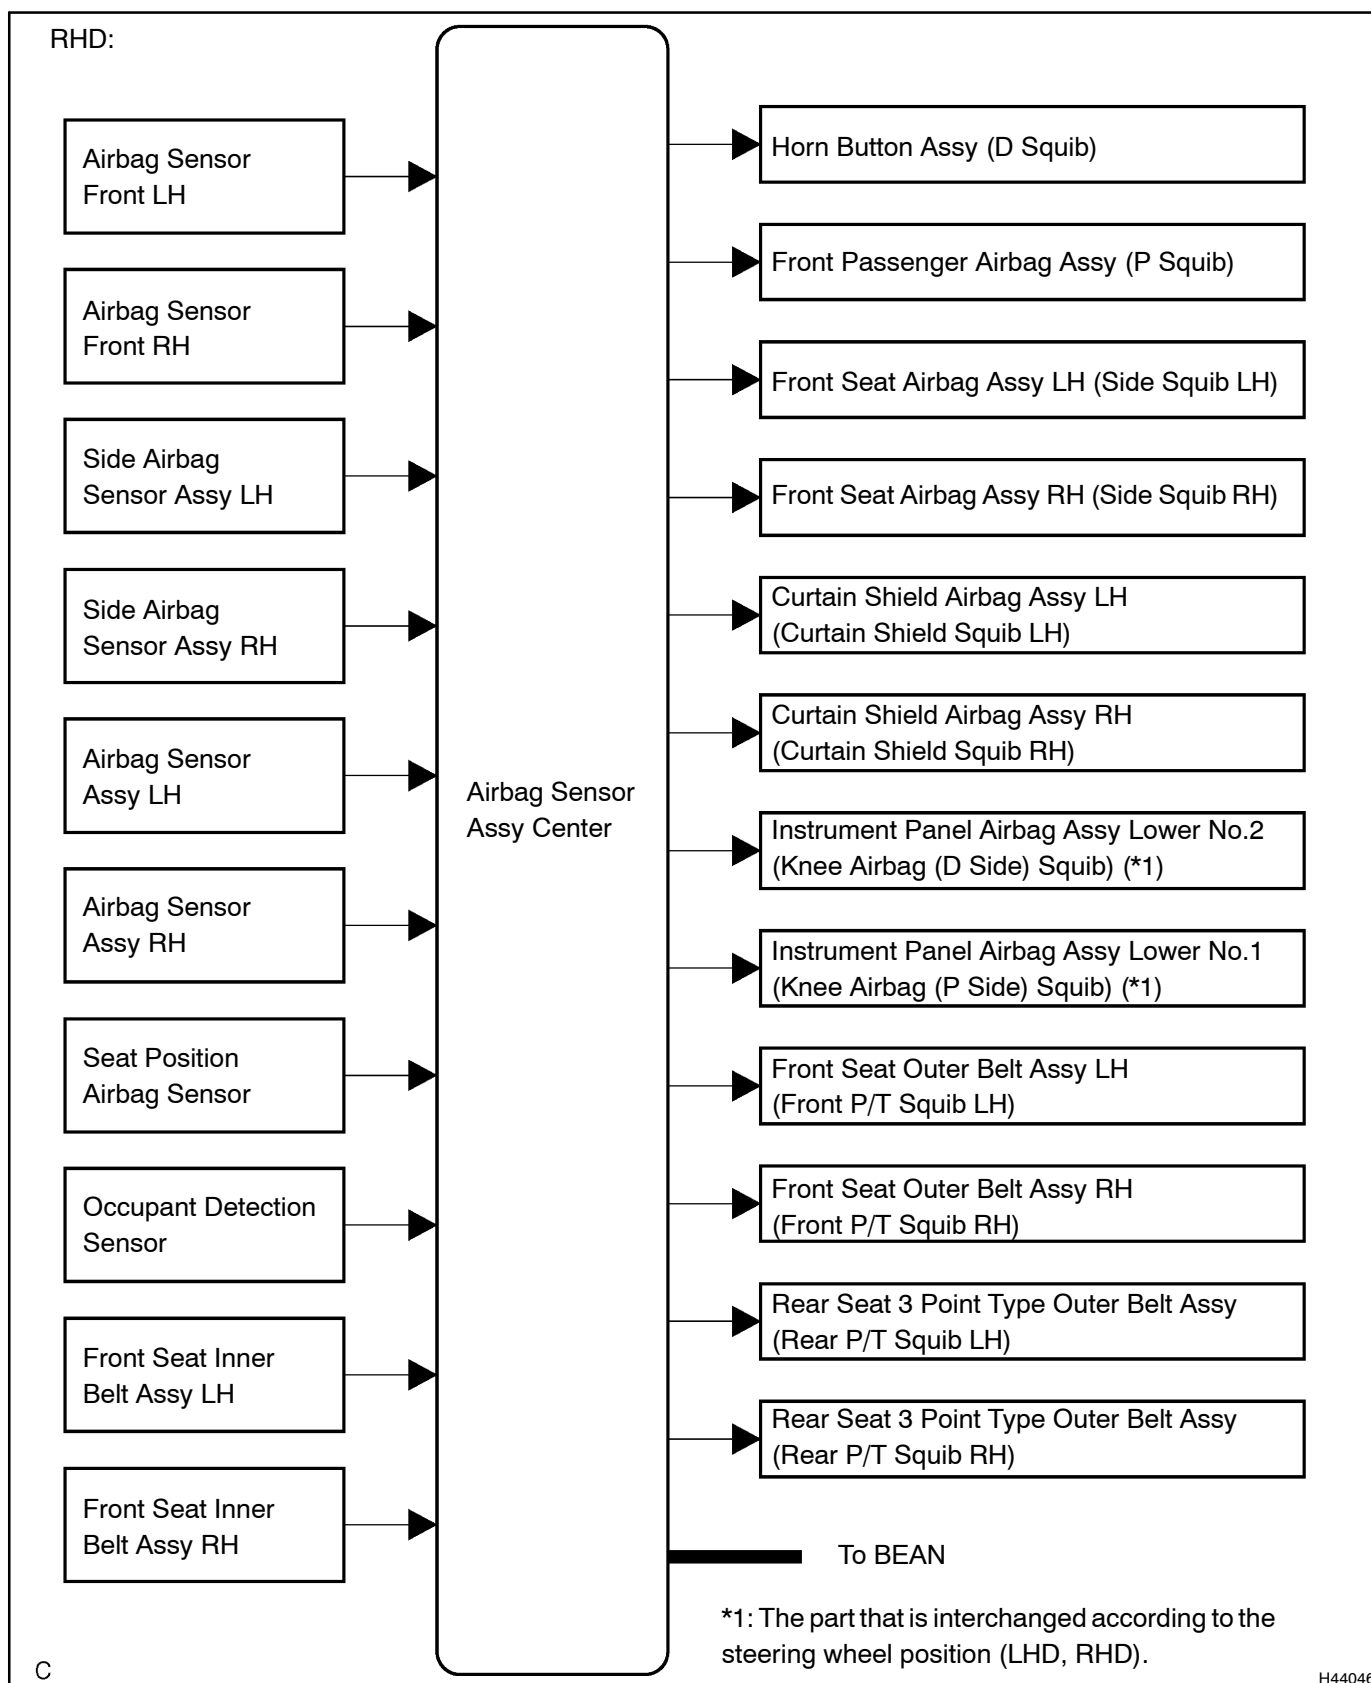 RHD:
Airbag Sensor
Front LH
Airbag Sensor
Front RH
Side Airbag
Sensor Assy LH
Side Airbag
Sensor Assy RH
Airbag Sensor
Assy LH
Airbag Sensor
Assy RH
Seat Position
Airbag Sensor
Occupant Detection
Sensor
Front Seat Inner
Belt Assy LH
Front Seat Inner
Belt Assy RH
Airbag Sensor
Assy Center
Horn Button Assy (D Squib)
Front Passenger Airbag Assy (P Squib)
Front Seat Airbag Assy LH (Side Squib LH)
Front Seat Airbag Assy RH (Side Squib RH)
Curtain Shield Airbag Assy LH
(Curtain Shield Squib LH)
Curtain Shield Airbag Assy RH
(Curtain Shield Squib RH)
Instrument Panel Airbag Assy Lower No.2
(Knee Airbag (D Side) Squib) (*1)
Instrument Panel Airbag Assy Lower No.1
(Knee Airbag (P Side) Squib) (*1)
Front Seat Outer Belt Assy LH
(Front P/T Squib LH)
Front Seat Outer Belt Assy RH
(Front P/T Squib RH)
Rear Seat 3 Point Type Outer Belt Assy
(Rear P/T Squib LH)
Rear Seat 3 Point Type Outer Belt Assy
(Rear P/T Squib RH)
To BEAN
*1: The part that is interchanged according to the
steering wheel position (LHD, RHD).
C
H44046